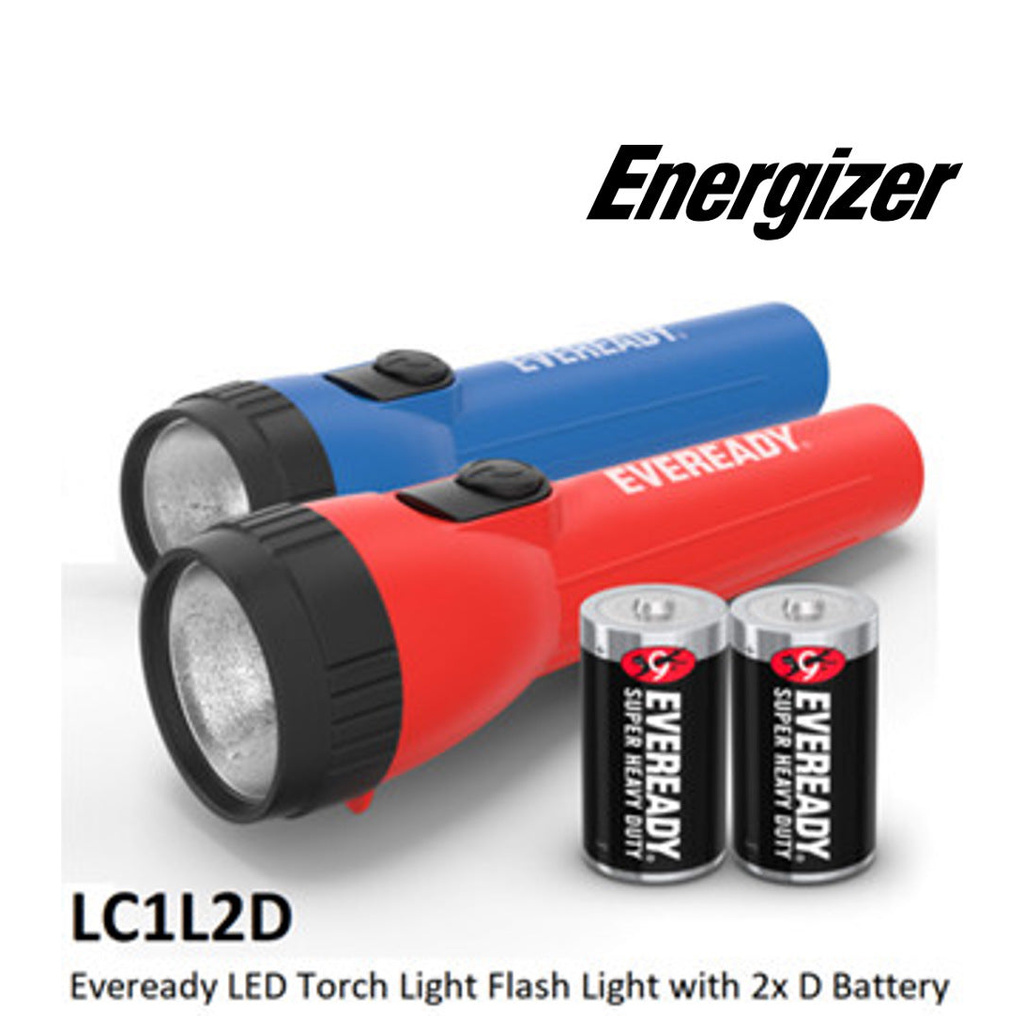 Energizer
EVEREADY
EVEREADY
EVEREADY
SUPER HEAVY DUTY
EVEREADY
SUPER HEAVY DUTY
LC1L2D
Eveready LED Torch Light Flash Light with 2x D Battery